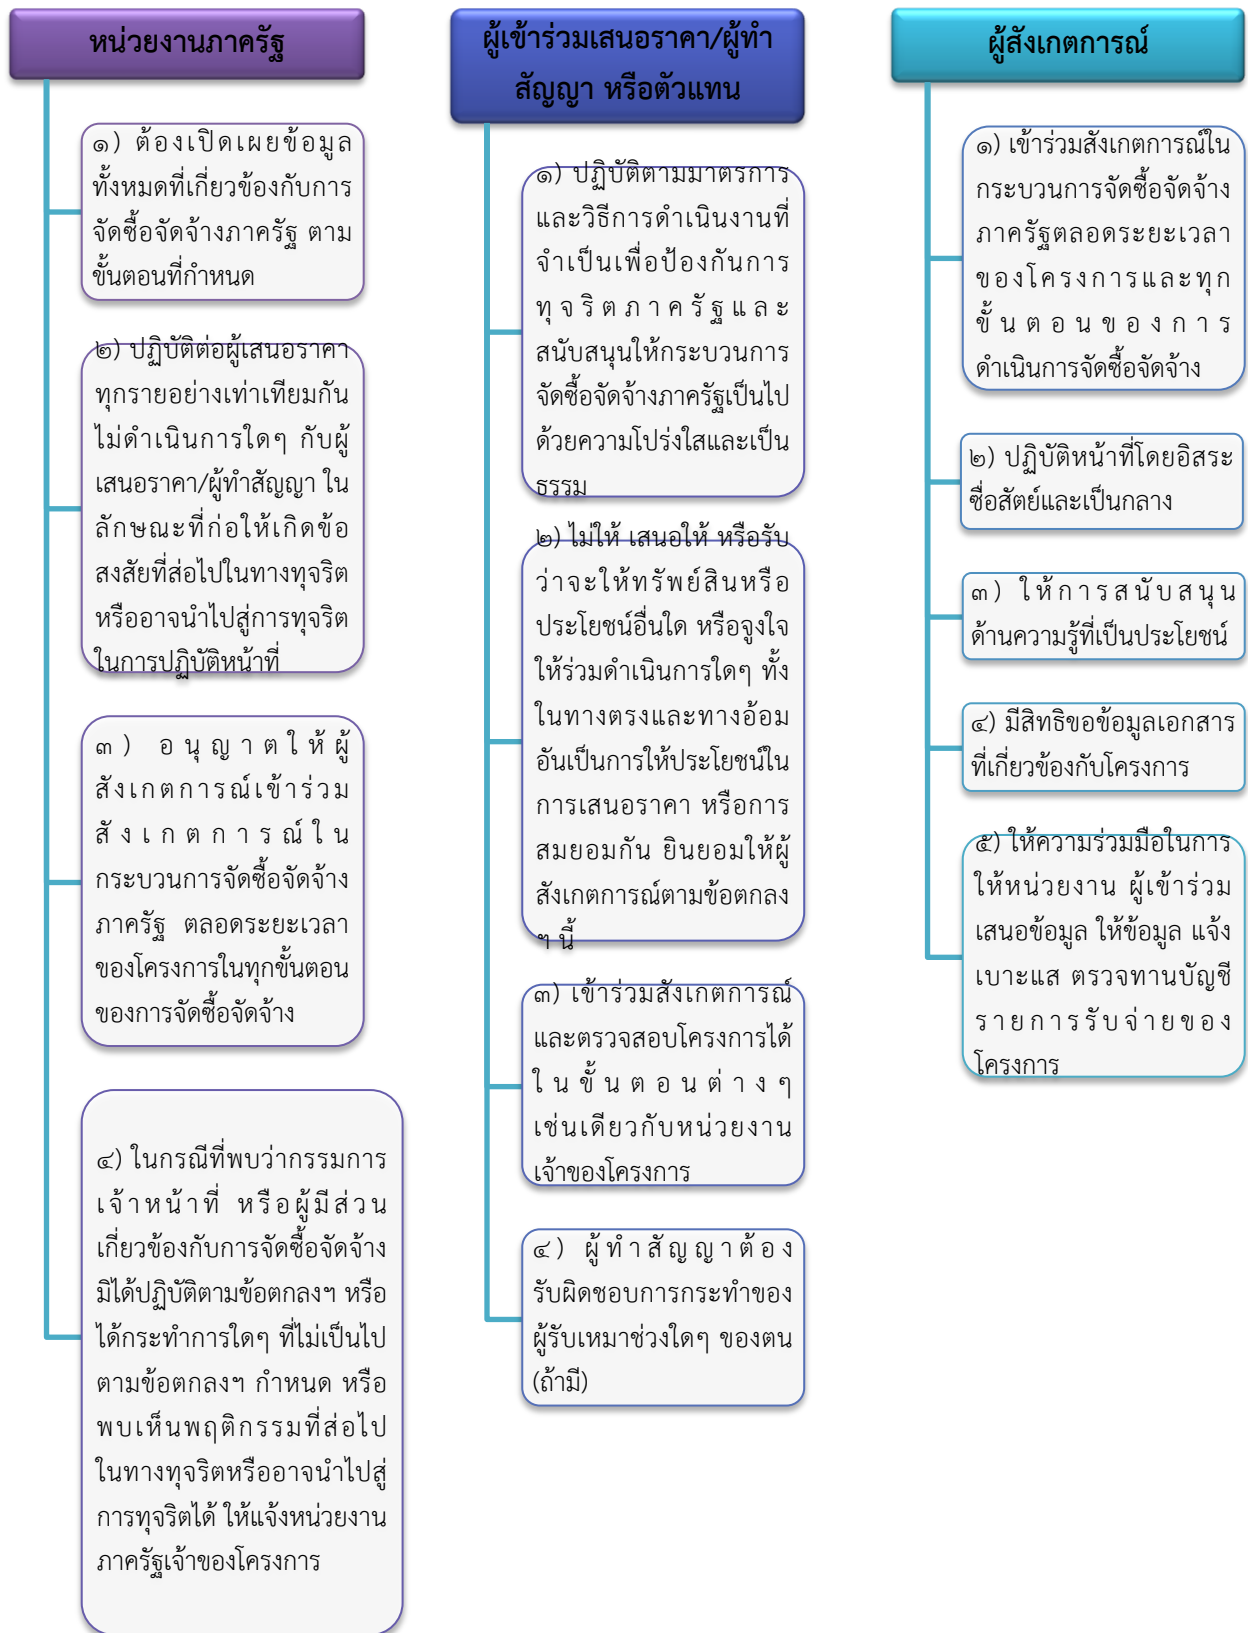 หน่วยงานภาครัฐ
๑) ต้องเปิดเผยข้อมูล
ทั้งหมดที่เกี่ยวข้องกับการ
จัดซื้อจัดจ้างภาครัฐ ตาม
ขั้นตอนที่กำหนด
๒) ปฏิบัติต่อผู้เสนอราคา
ทุกรายอย่างเท่าเทียมกัน
ไม่ดำเนินการใดๆ กับผู้
เสนอราคา/ผู้ทำสัญญา ใน
ลักษณะที่ก่อให้เกิดข้อ
สงสัยที่ส่อไปในทางทุจริต
หรืออาจนำไปสู่การทุจริต
ในการปฏิบัติหน้าที่
๓) อนุญาตให้ผู้
สังเกตการณ์เข้าร่วม
สังเกตการณ์ใน
กระบวนการจัดซื้อจัดจ้าง
ภาครัฐ ตลอดระยะเวลา
ของโครงการในทุกขั้นตอน
ของการจัดซื้อจัดจ้าง
๔) ในกรณีที่พบว่ากรรมการ
เจ้าหน้าที่ หรือผู้มีส่วน
เกี่ยวข้องกับการจัดซื้อจัดจ้าง
มิได้ปฏิบัติตามข้อตกลงฯ หรือ
ได้กระทำการใดๆ ที่ไม่เป็นไป
ตามข้อตกลงฯ กำหนด หรือ
พบเห็นพฤติกรรมที่ส่อไป
ในทางทุจริตหรืออาจนำไปสู่
การทุจริตได้ ให้แจ้งหน่วยงาน
ภาครัฐเจ้าของโครงการ
ผู้เข้าร่วมเสนอราคา/ผู้ทำ
สัญญา หรือตัวแทน
๑) ปฏิบัติตามมาตรการ
และวิธีการดำเนินงานที่
จำเป็นเพื่อป้องกันการ
ทุจริตภาครัฐและ
สนับสนุนให้กระบวนการ
จัดซื้อจัดจ้างภาครัฐเป็นไป
ด้วยความโปร่งใสและเป็น
ธรรม
๒) ไม่ให้ เสนอให้ หรือรับ
ว่าจะให้ทรัพย์สินหรือ
ประโยชน์อื่นใด หรือจูงใจ
ให้ร่วมดำเนินการใดๆ ทั้ง
ในทางตรงและทางอ้อม
อันเป็นการให้ประโยชน์ใน
การเสนอราคา หรือการ
สมยอมกัน ยินยอมให้ผู้
สังเกตการณ์ตามข้อตกลง
ฯ นี้
๓) เข้าร่วมสังเกตการณ์
และตรวจสอบโครงการได้
ในขั้นตอนต่างๆ
เช่นเดียวกับหน่วยงาน
เจ้าของโครงการ
๔) ผู้ทำสัญญาต้อง
รับผิดชอบการกระทำของ
ผู้รับเหมาช่วงใดๆ ของตน
(ถ้ามี)
ผู้สังเกตการณ์
๑) เข้าร่วมสังเกตการณ์ใน
กระบวนการจัดซื้อจัดจ้าง
ภาครัฐตลอดระยะเวลา
ของโครงการและทุก
ขั้นตอนของการ
ดำเนินการจัดซื้อจัดจ้าง
๒) ปฏิบัติหน้าที่โดยอิสระ
ซื่อสัตย์และเป็นกลาง
๓) ให้การสนับสนุน
ด้านความรู้ที่เป็นประโยชน์
๔) มีสิทธิขอข้อมูลเอกสาร
ที่เกี่ยวข้องกับโครงการ
๕) ให้ความร่วมมือในการ
ให้หน่วยงาน ผู้เข้าร่วม
เสนอข้อมูล ให้ข้อมูล แจ้ง
เบาะแส ตรวจทานบัญชี
รายการรับจ่ายของ
โครงการ